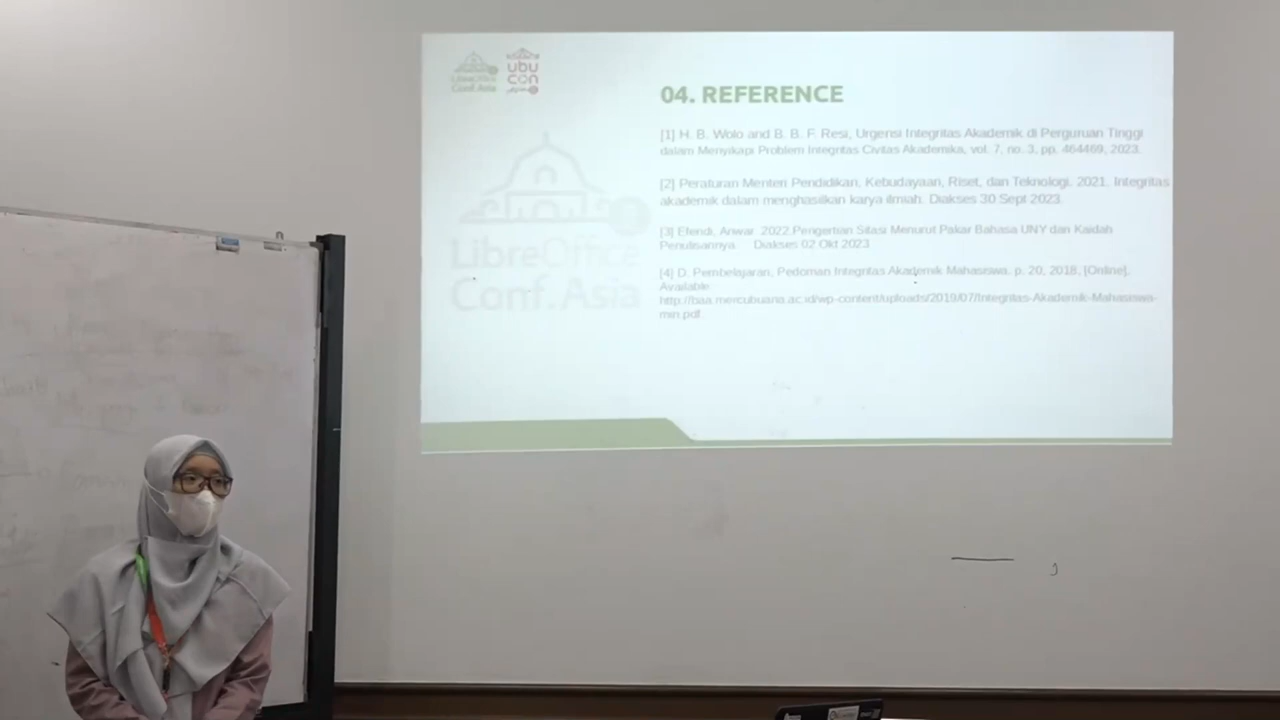 LibreOffice
Conf.Asia
ubu
con
04. REFERENCE
[1] H. B. Wolo and B. B. F. Resi, Urgensi Integritas Akademik di Perguruan Tinggi
dalam Menyikapi Problem Integritas Civitas Akademika, vol. 7, no. 3, pp. 464469, 2023.
[2] Peraturan Menteri Pendidikan, Kebudayaan, Riset, dan Teknologi. 2021. Integritas
akademik dalam menghasilkan karya ilmiah. Diakses 30 Sept 2023.
[3] Efendi, Anwar. 2022.Pengertian Sitasi Menurut Pakar Bahasa UNY dan Kaidah
Penulisannya. Diakses 02 Okt 2023
[4] D. Pembelajaran, Pedoman Integritas Akademik Mahasiswa. p. 20, 2018, [Online].
Available
http://baa.mercubuana.ac.id/wp-content/uploads/2019/07/Integritas-Akademik-Mahasiswa-
min.pdf
LibreOffice
Conf.Asia